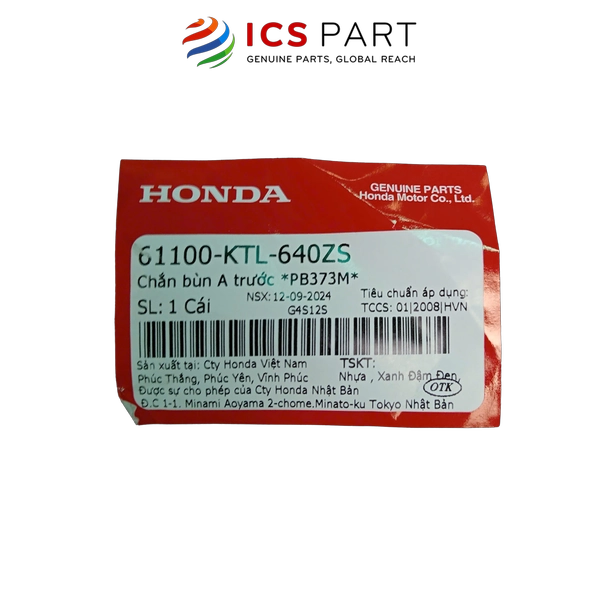 ICS PART
GENUINE PARTS, GLOBAL REACH
HONDA
GENUINE PARTS
Honda Motor Co., Ltd.
61100-KTL-640ZS
Chắn bùn A trước *PB373M*
NSX: 12-09-2024
Tiêu chuẩn áp dụng:
SL: 1 Cái
G4S12S
TCCS: 01|2008|HVN
Sản xuất tại: Cty Honda Việt Nam
TSKT:
Phúc Thắng, Phúc Yên, Vĩnh Phúc
Nhựa , Xanh Đậm Đen,
Được sự cho phép của Cty Honda Nhật Bản
OTK
Đ.C 1-1. Minami Aoyama 2-chome.Minato-ku Tokyo Nhật Bản